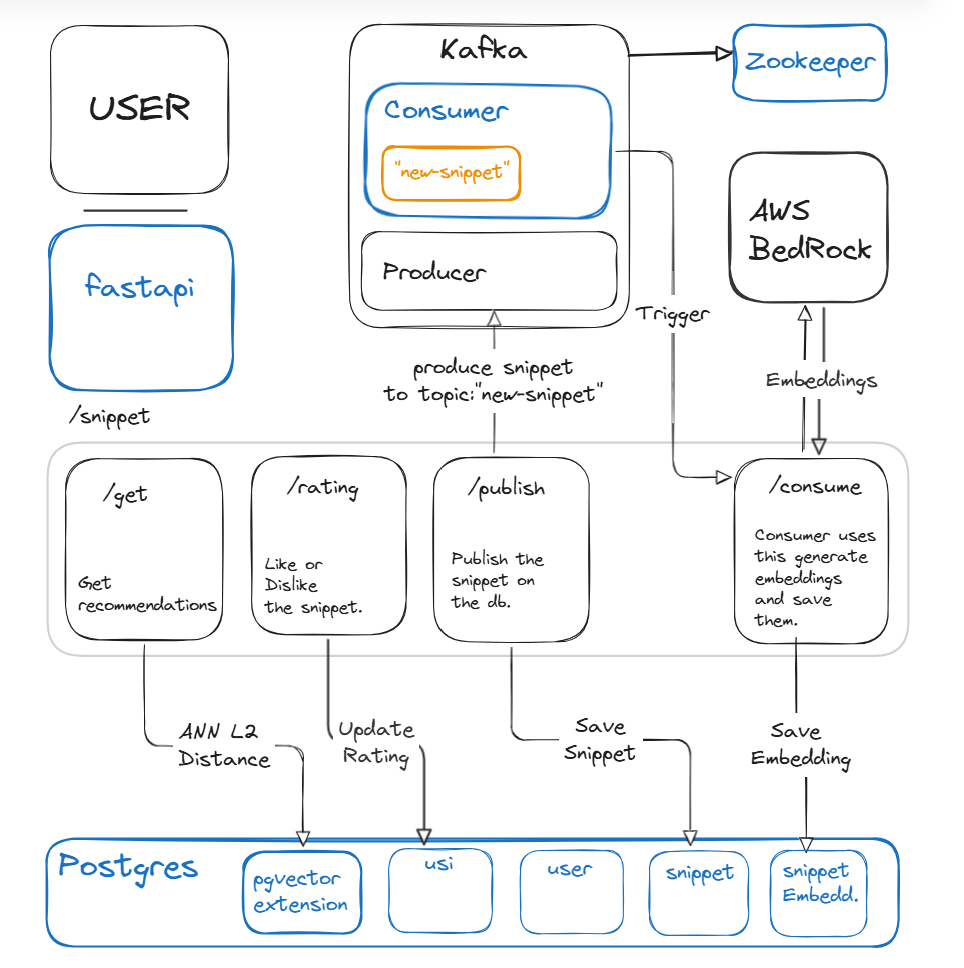 USER
fastapi
/snippet
Kafka
Consumer
"new-snippet"
Producer
Zookeeper
AWS
BedRock
Trigger
produce snippet
to topic:"new-snippet"
Embeddings
/get
Get
recommendations
/rating
Like or
Dislike
the snippet.
/publish
Publish the
snippet on
the db.
/consume
Consumer uses
this generate
embeddings
and save
them.
ANN L2
Distance
Update
Rating
Save
Snippet
Save
Embedding
Postgres
pgvector
extension
usi
user
snippet
snippet
Embedd.